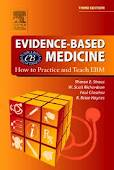 THIRD EDITION
EVIDENCE-BASED
MEDICINE
How to Practice and Teach EBM
Sharon E. Straus
W. Scott Richardson
Paul Glasziou
R. Brian Haynes